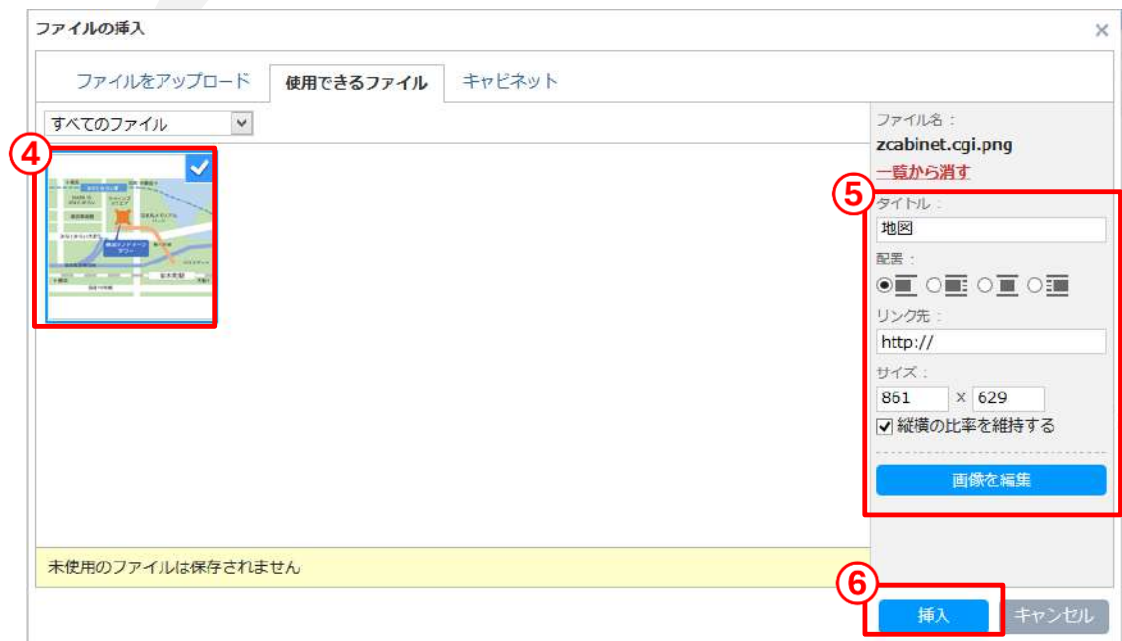 ファイルの挿入 ×
ファイルをアップロード 使用できるファイル キャビネット
すべてのファイル
④
ファイル名 :
zcabinet.cgi.png
一覧から消す
⑤
タイトル :
地図
配置 :
リンク先 :
http://
サイズ :
861 x 629
縦横の比率を維持する
画像を編集
未使用のファイルは保存されません
⑥
挿入 キャンセル